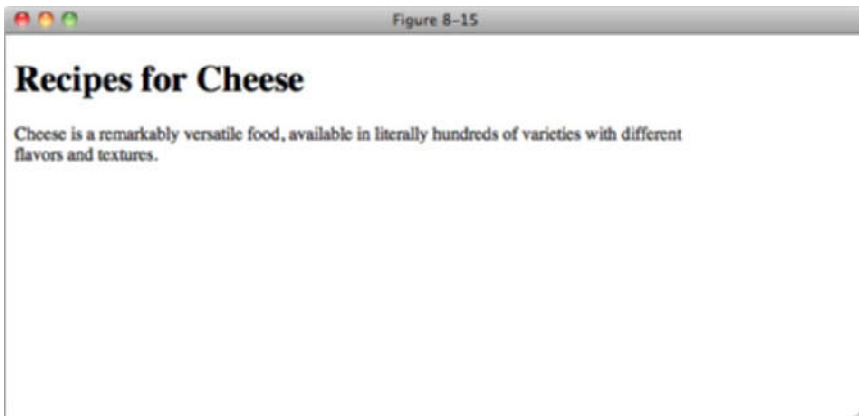 Figure 8–15
Recipes for Cheese
Cheese is a remarkably versatile food, available in literally hundreds of varieties with different
flavors and textures.